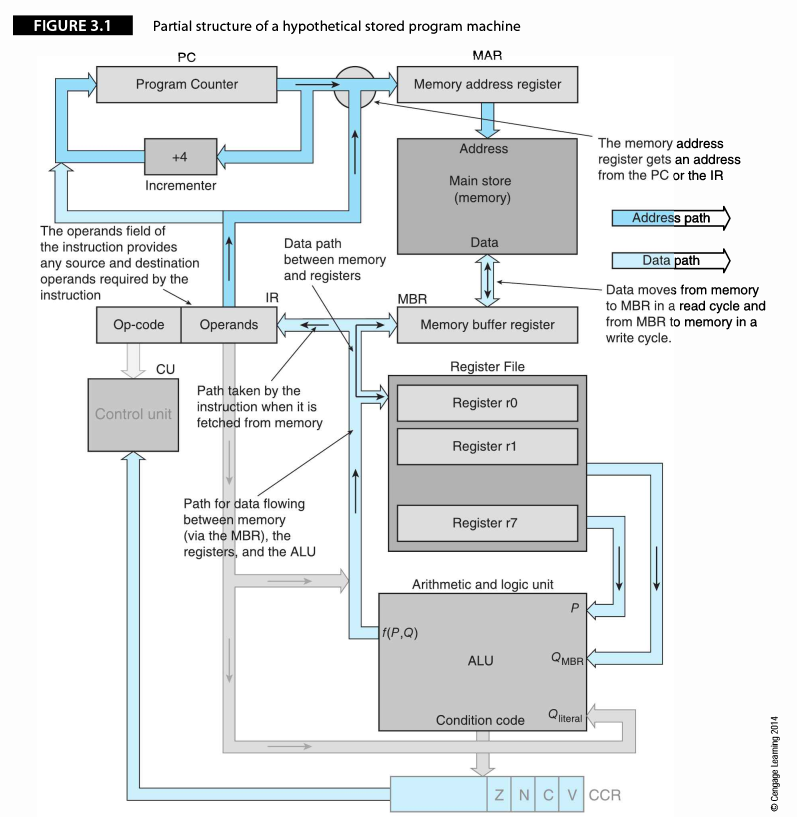 FIGURE 3.1 Partial structure of a hypothetical stored program machine
PC
MAR
Program Counter
Memory address register
+4
Incrementer
Address
Main store
(memory)
Data
The memory address
register gets an address
from the PC or the IR
Address path
Data path
The operands field of
the instruction provides
any source and destination
operands required by the
instruction
Data path
between memory
and registers
Data moves from memory
to MBR in a read cycle and
from MBR to memory in a
write cycle.
IR
MBR
Op-code
Operands
Memory buffer register
CU
Control unit
Path taken by the
instruction when it is
fetched from memory
Register File
Register r0
Register r1
Register r7
Path for data flowing
between memory
(via the MBR), the
registers, and the ALU
Arithmetic and logic unit
P
f(P,Q)
ALU
QMBR
Qliteral
Condition code
Z N C V CCR
© Cengage Learning 2014